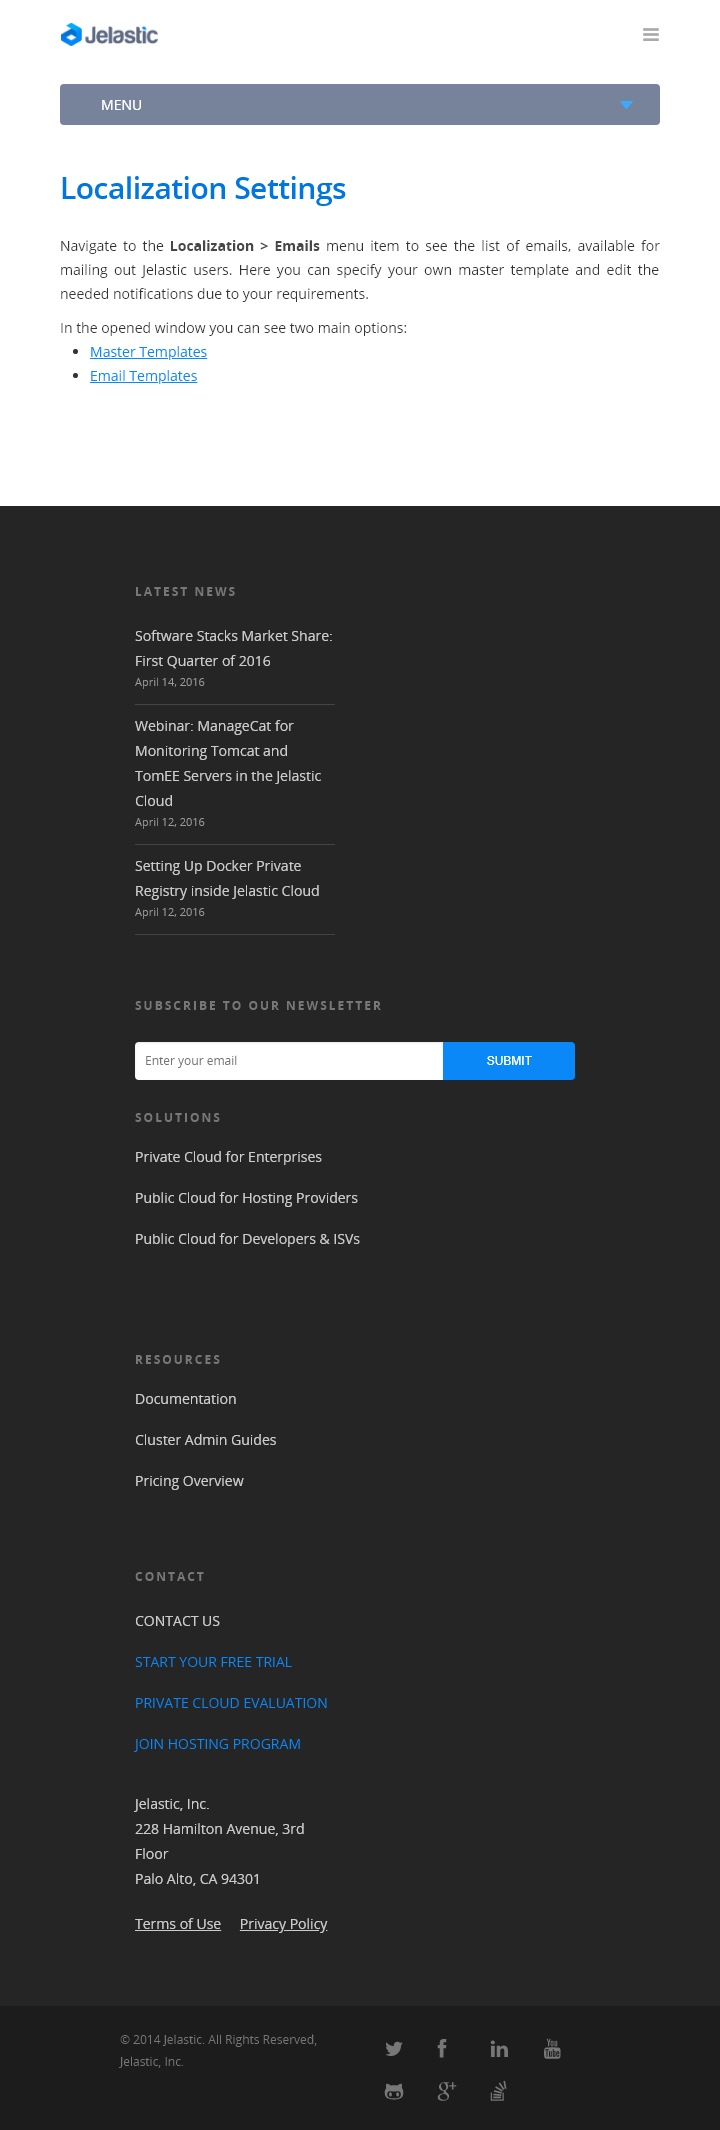 Jelastic
MENU
Localization Settings
Navigate to the Localization > Emails menu item to see the list of emails, available for
mailing out Jelastic users. Here you can specify your own master template and edit the
needed notifications due to your requirements.
In the opened window you can see two main options:
Master Templates
Email Templates
LATEST NEWS
Software Stacks Market Share:
First Quarter of 2016
April 14, 2016
Webinar: ManageCat for
Monitoring Tomcat and
TomEE Servers in the Jelastic
Cloud
April 12, 2016
Setting Up Docker Private
Registry inside Jelastic Cloud
April 12, 2016
SUBSCRIBE TO OUR NEWSLETTER
Enter your email
SUBMIT
SOLUTIONS
Private Cloud for Enterprises
Public Cloud for Hosting Providers
Public Cloud for Developers & ISVs
RESOURCES
Documentation
Cluster Admin Guides
Pricing Overview
CONTACT
CONTACT US
START YOUR FREE TRIAL
PRIVATE CLOUD EVALUATION
JOIN HOSTING PROGRAM
Jelastic, Inc.
228 Hamilton Avenue, 3rd
Floor
Palo Alto, CA 94301
Terms of Use Privacy Policy
© 2014 Jelastic. All Rights Reserved,
Jelastic, Inc.